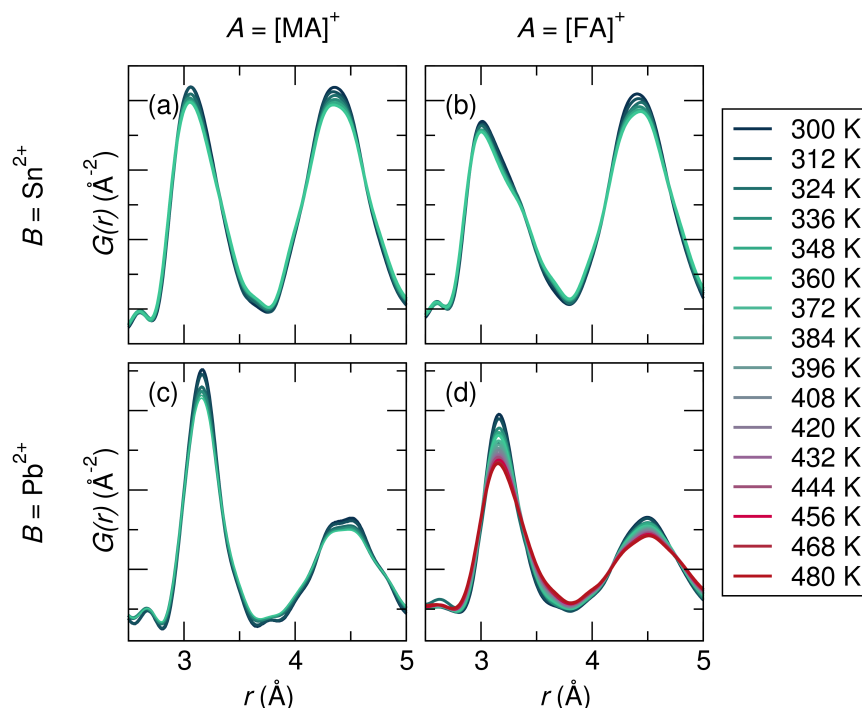 A = [MA]⁺
A = [FA]⁺
(a)
(b)
B = Sn²⁺
G(r) (Å⁻²)
(c)
(d)
B = Pb²⁺
G(r) (Å⁻²)
3
4
5
3
4
5
r (Å)
r (Å)
300 K
312 K
324 K
336 K
348 K
360 K
372 K
384 K
396 K
408 K
420 K
432 K
444 K
456 K
468 K
480 K